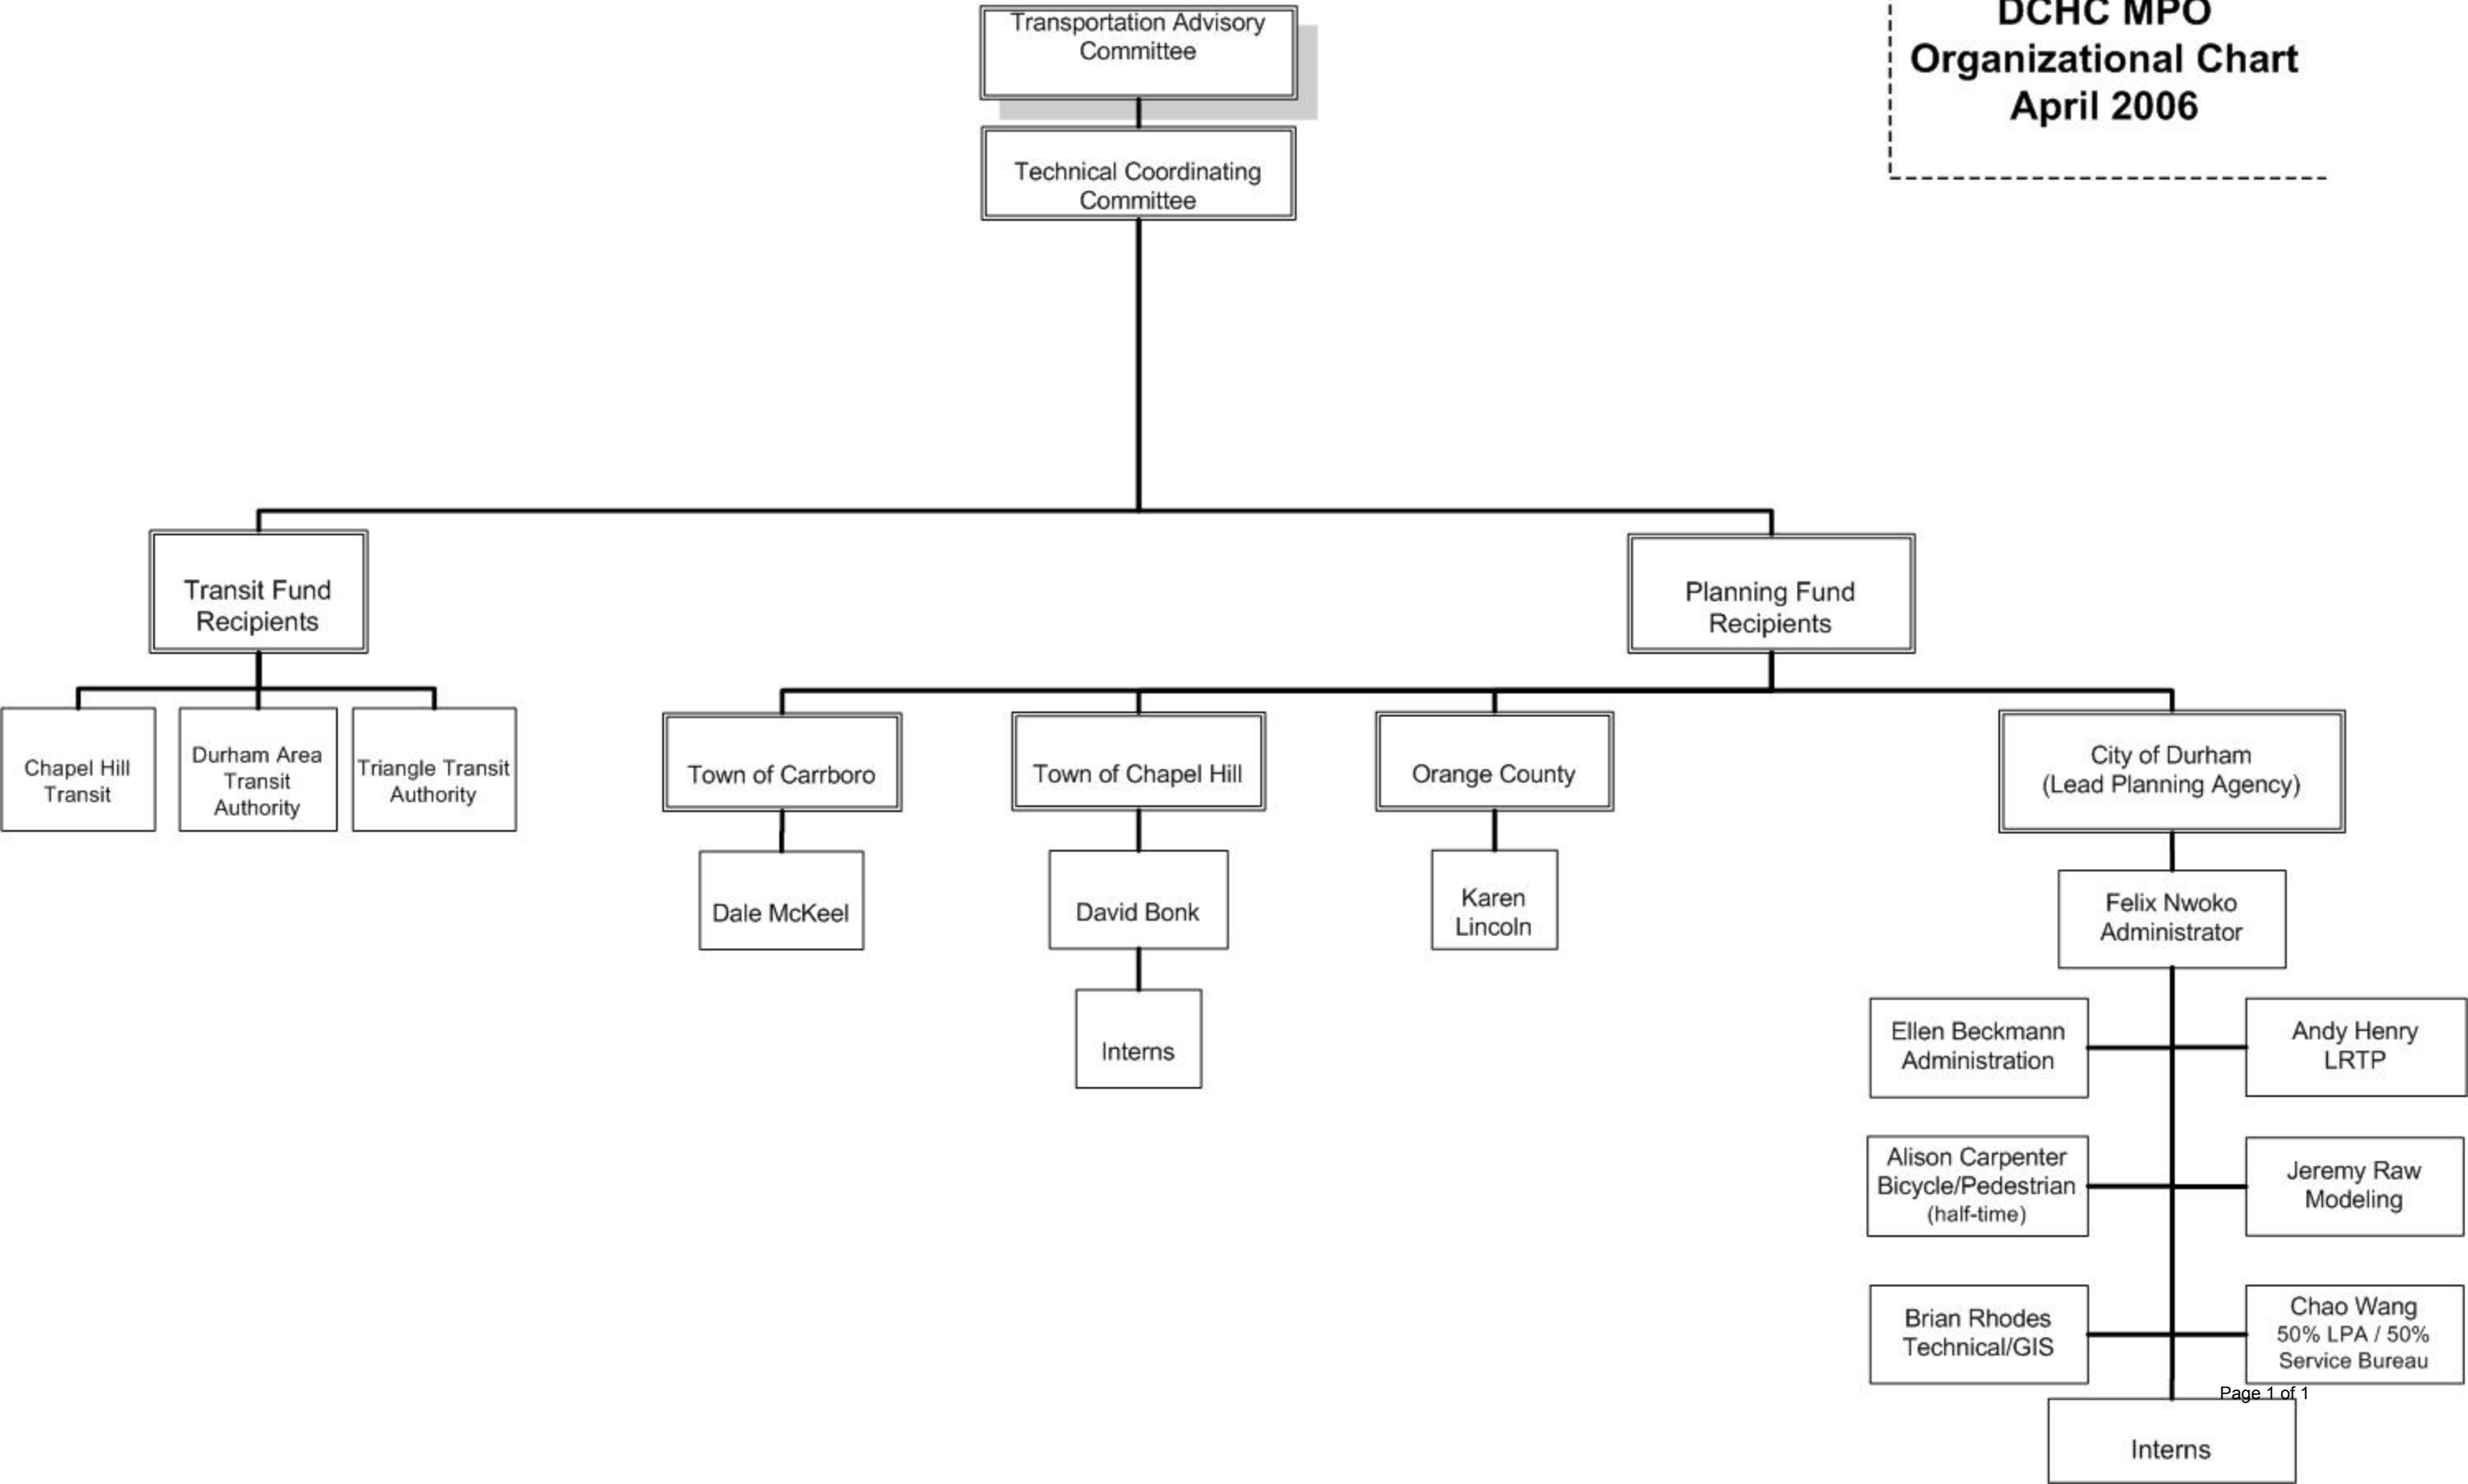 Transportation Advisory
Committee
DCHC MPO
Organizational Chart
April 2006
Technical Coordinating
Committee
Transit Fund
Recipients
Planning Fund
Recipients
Chapel Hill
Transit
Durham Area
Transit
Authority
Triangle Transit
Authority
Town of Carrboro
Town of Chapel Hill
Orange County
City of Durham
(Lead Planning Agency)
Dale McKeel
David Bonk
Karen
Lincoln
Felix Nwoko
Administrator
Interns
Ellen Beckmann
Administration
Andy Henry
LRTP
Alison Carpenter
Bicycle/Pedestrian
(half-time)
Jeremy Raw
Modeling
Brian Rhodes
Technical/GIS
Chao Wang
50% LPA / 50%
Service Bureau
Page 1 of 1
Interns